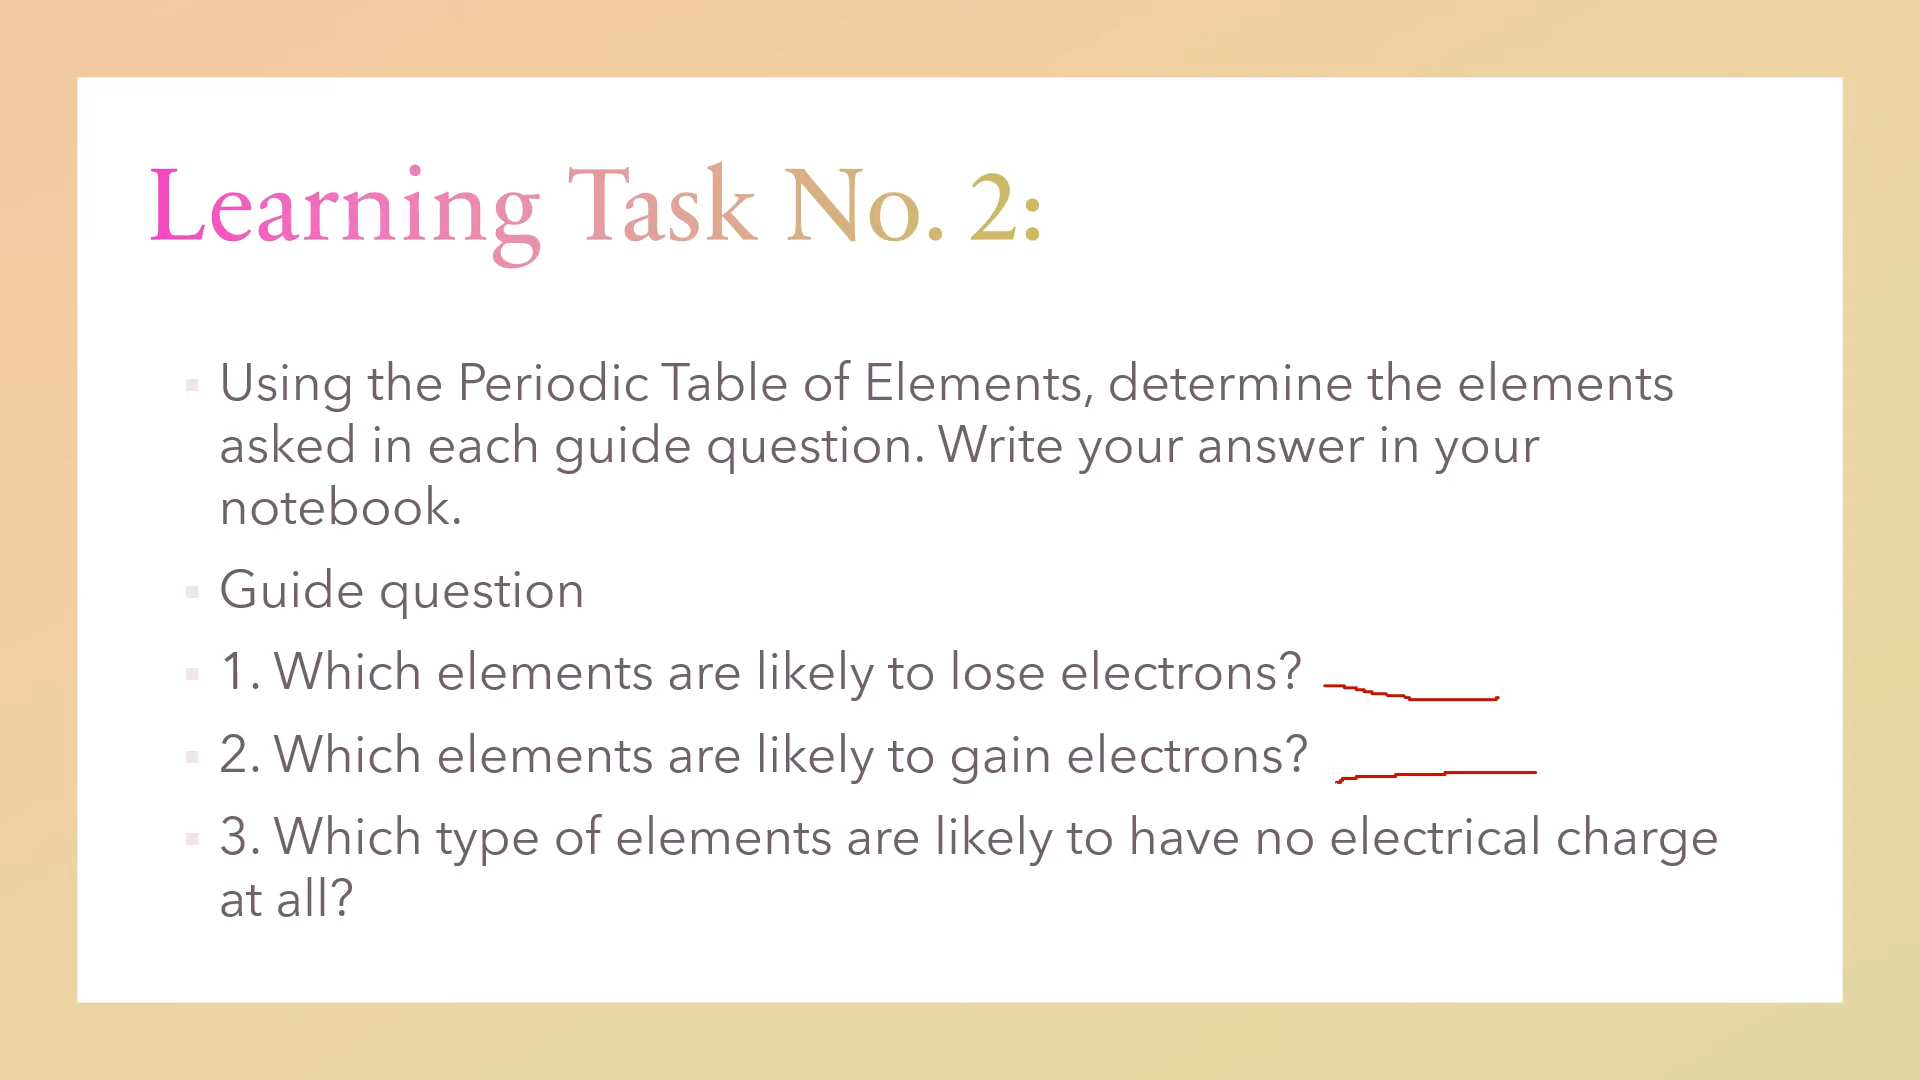 Learning Task No. 2:
Using the Periodic Table of Elements, determine the elements
asked in each guide question. Write your answer in your
notebook.
Guide question
1. Which elements are likely to lose electrons?
2. Which elements are likely to gain electrons?
3. Which type of elements are likely to have no electrical charge
at all?